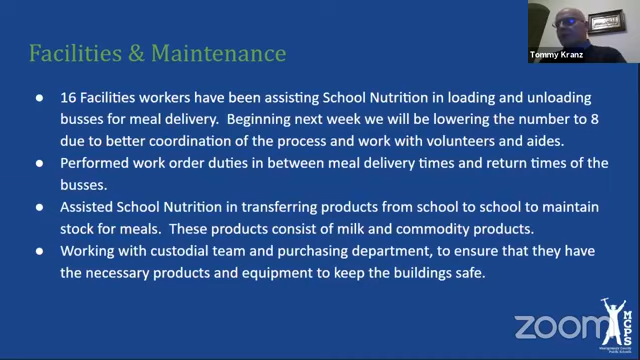 Facilities & Maintenance
Tommy Kranz
● 16 Facilities workers have been assisting School Nutrition in loading and unloading
busses for meal delivery.  Beginning next week we will be lowering the number to 8
due to better coordination of the process and work with volunteers and aides.
● Performed work order duties in between meal delivery times and return times of the
busses.
● Assisted School Nutrition in transferring products from school to school to maintain
stock for meals.  These products consist of milk and commodity products.
● Working with custodial team and purchasing department, to ensure that they have
the necessary products and equipment to keep the buildings safe.
zoom
MCPS
Montgomery County
Public Schools